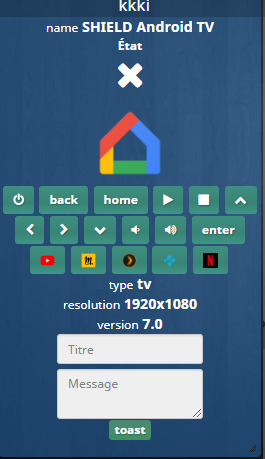 kkki
name SHIELD Android TV
État
back home
enter
type tv
resolution 1920x1080
version 7.0
Titre
Message
toast